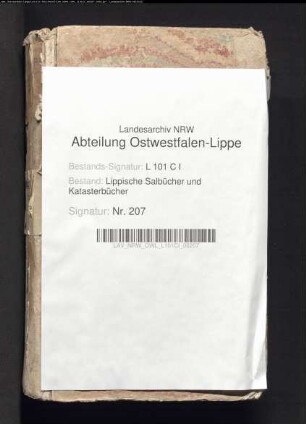 Landesarchiv NRW
Abteilung Ostwestfalen-Lippe
Bestands-Signatur: L 101 C I
Bestand: Lippische Salbücher und
Katasterbücher
Signatur: Nr. 207